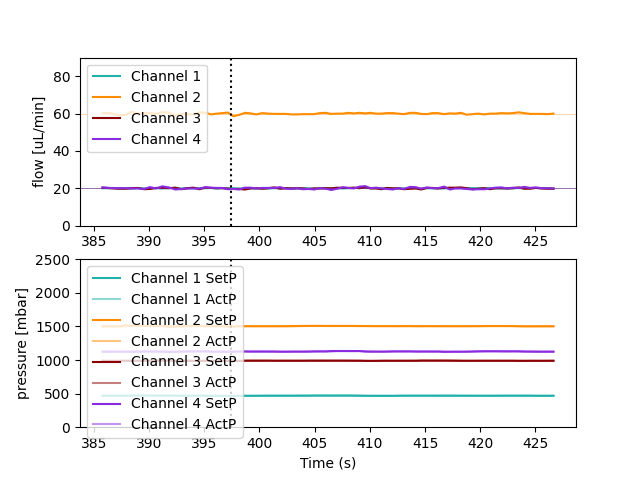 80
60
40
20
0
flow [uL/min]
Channel 1
Channel 2
Channel 3
Channel 4
385 390 395 400 405 410 415 420 425
2500
2000
1500
1000
500
0
pressure [mbar]
Channel 1 SetP
Channel 1 ActP
Channel 2 SetP
Channel 2 ActP
Channel 3 SetP
Channel 3 ActP
Channel 4 SetP
Channel 4 ActP
385 390 395 400 405 410 415 420 425
Time (s)